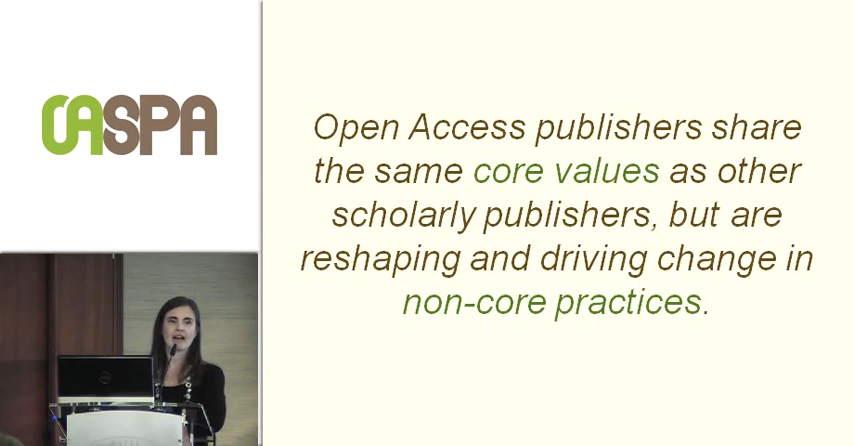 OASPA
Open Access publishers share
the same core values as other
scholarly publishers, but are
reshaping and driving change in
non-core practices.